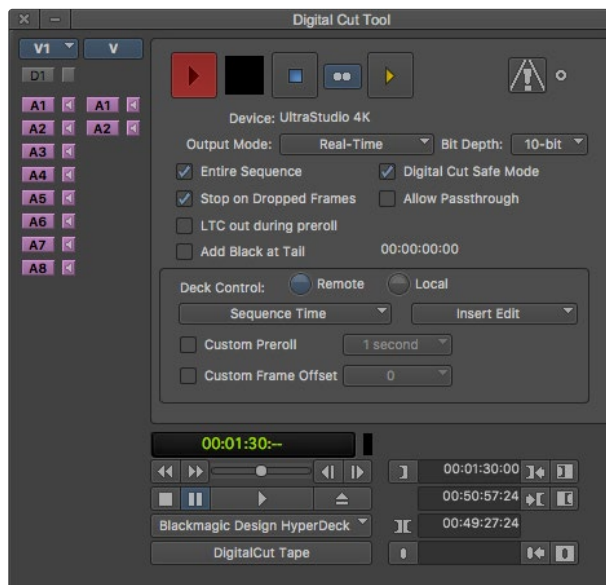 Digital Cut Tool
V1 V
D1
A1 A1
A2 A2
A3
A4
A5
A6
A7
A8
Device: UltraStudio 4K
Output Mode: Real-Time Bit Depth: 10-bit
Entire Sequence Digital Cut Safe Mode
Stop on Dropped Frames Allow Passthrough
LTC out during preroll
Add Black at Tail 00:00:00:00
Deck Control: Remote Local
Sequence Time Insert Edit
Custom Preroll 1 second
Custom Frame Offset 0
00:01:30:--
00:01:30:00
00:50:57:24
Blackmagic Design HyperDeck 00:49:27:24
DigitalCut Tape